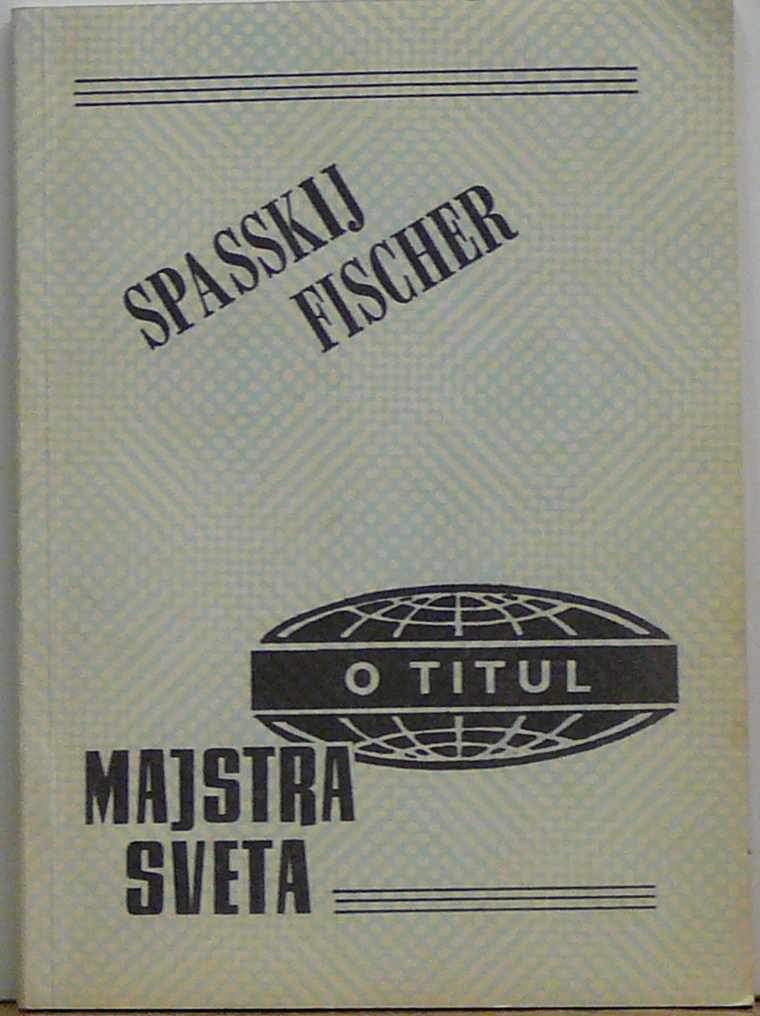 SPASSKIJ
FISCHER
O TITUL
MAJSTRA
SVETA